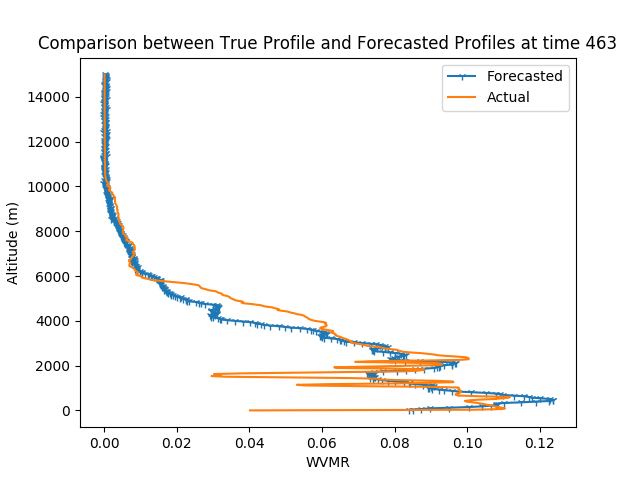 Comparison between True Profile and Forecasted Profiles at time 463
Forecasted
Actual
14000
12000
10000
8000
6000
4000
2000
0
Altitude (m)
0.00 0.02 0.04 0.06 0.08 0.10 0.12
WVMR